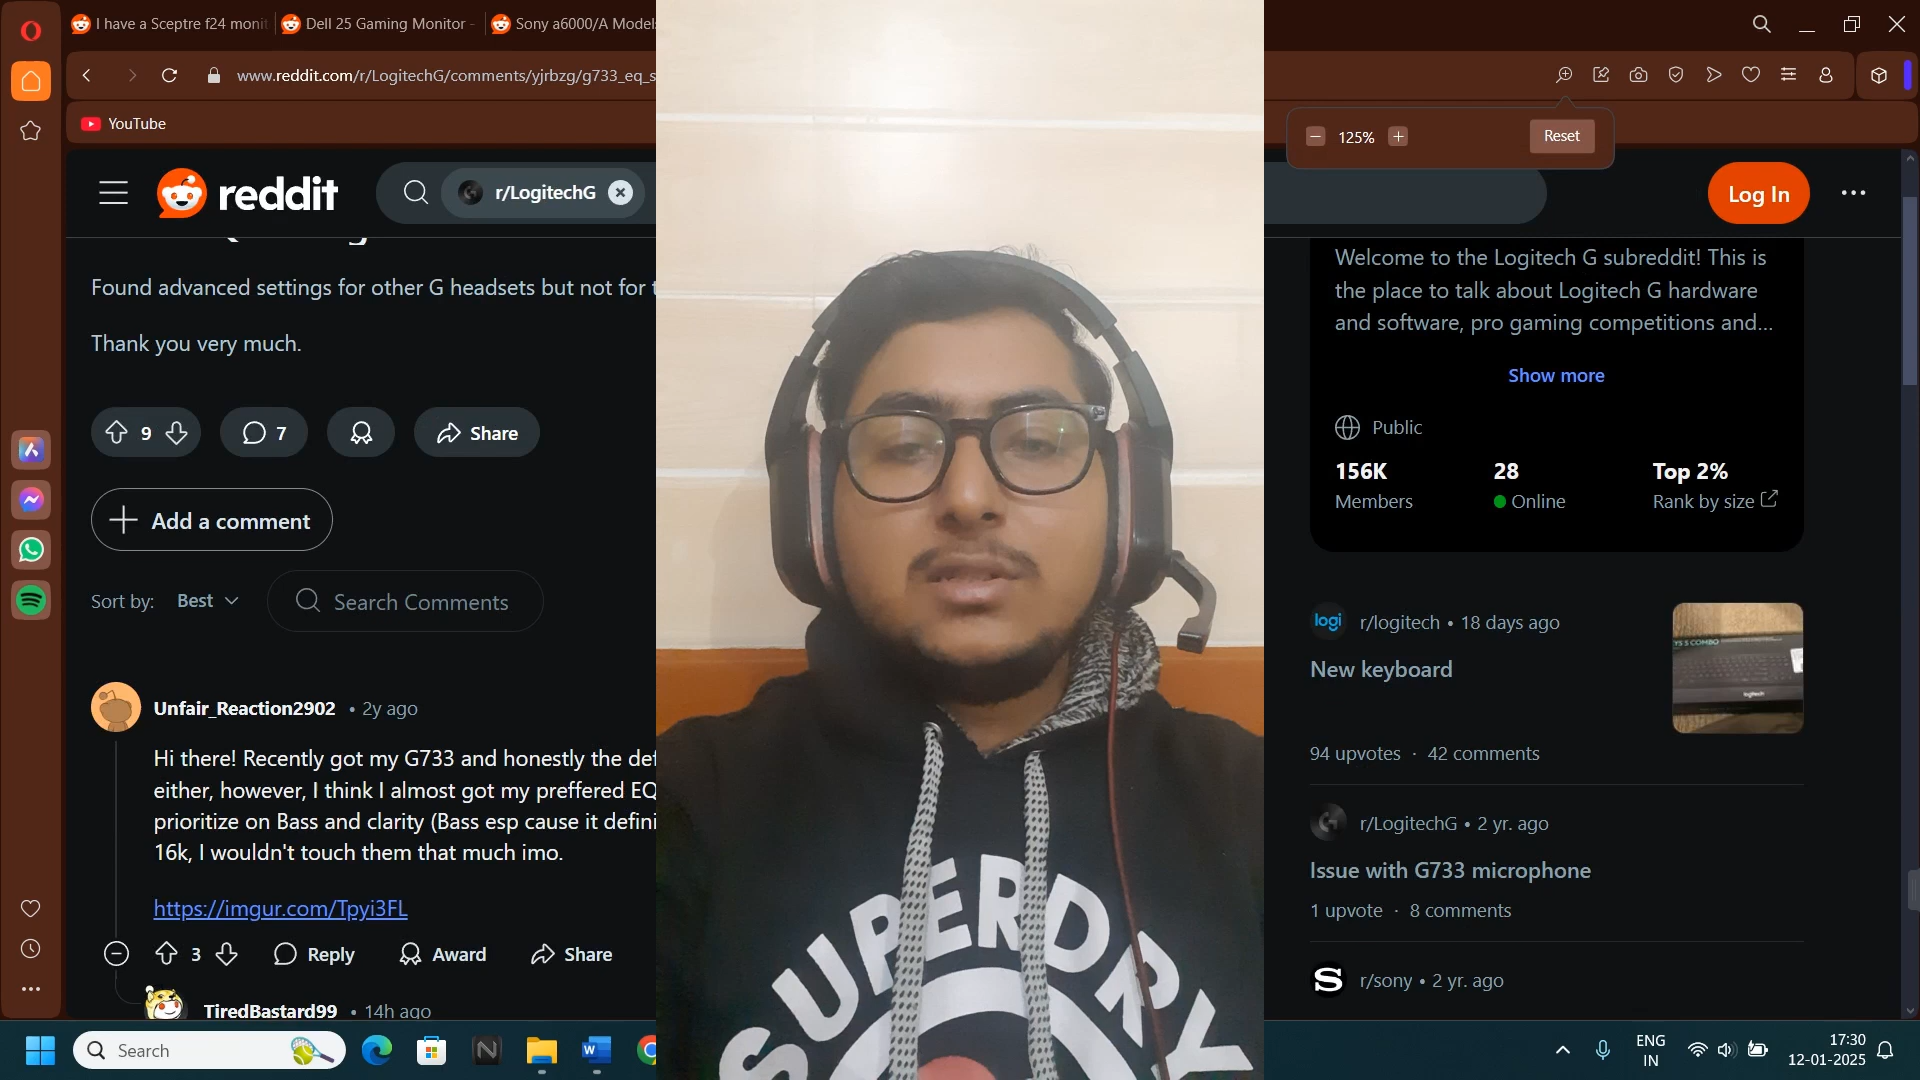 I have a Sceptre f24 monit
Dell 25 Gaming Monitor -
Sony a6000/A Models
www.reddit.com/r/LogitechG/comments/yjrbzg/g733_eq_s
YouTube
125%
Reset
reddit
r/LogitechG
Log In
Found advanced settings for other G headsets but not for t
Thank you very much.
9
7
Share
Add a comment
Sort by:
Best
Search Comments
Unfair_Reaction2902
• 2y ago
Hi there! Recently got my G733 and honestly the def
either, however, I think I almost got my preffered EQ
prioritize on Bass and clarity (Bass esp cause it defini
16k, I wouldn't touch them that much imo.
https://imgur.com/Tpyi3FL
3
Reply
Award
Share
TiredBastard99
• 14h ago
SUPERDRY
Welcome to the Logitech G subreddit! This is
the place to talk about Logitech G hardware
and software, pro gaming competitions and...
Show more
Public
156K
28
Top 2%
Members
Online
Rank by size
logi
r/logitech • 18 days ago
New keyboard
94 upvotes · 42 comments
r/LogitechG • 2 yr. ago
Issue with G733 microphone
1 upvote · 8 comments
S
r/sony • 2 yr. ago
Search
W
ENG
IN
17:30
12-01-2025